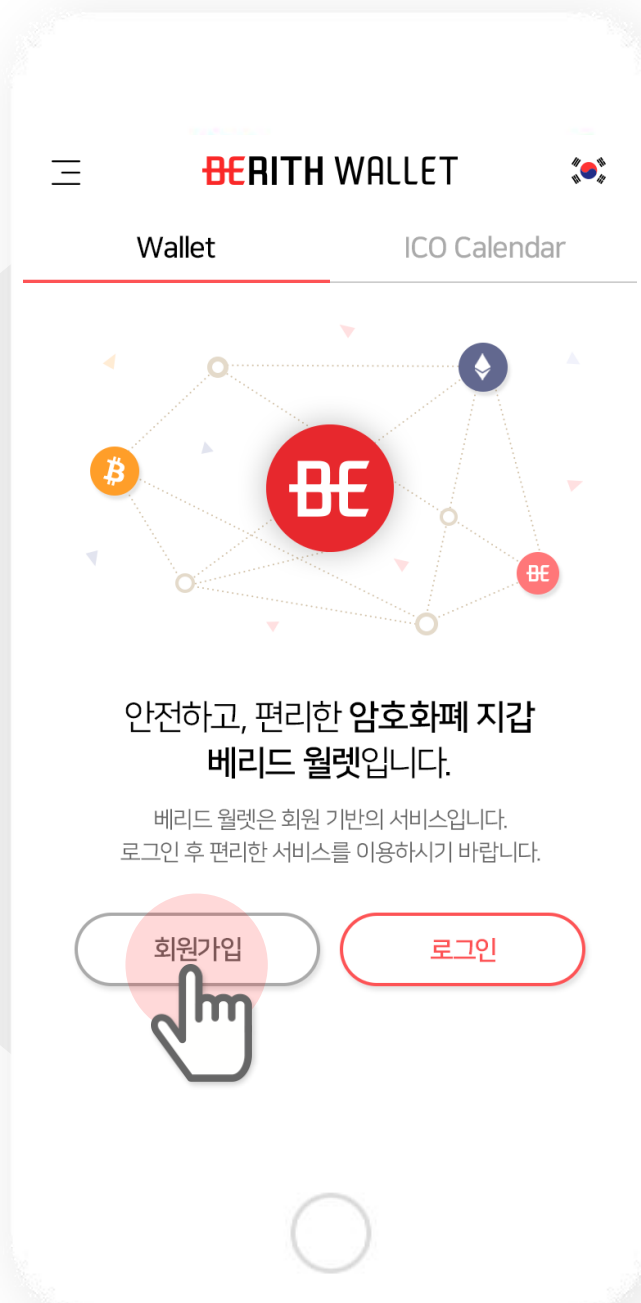 BERITH WALLET
Wallet
ICO Calendar
BE
BE
안전하고, 편리한 암호화폐 지갑
베리드 월렛입니다.
베리드 월렛은 회원 기반의 서비스입니다.
로그인 후 편리한 서비스를 이용하시기 바랍니다.
회원가입
로그인